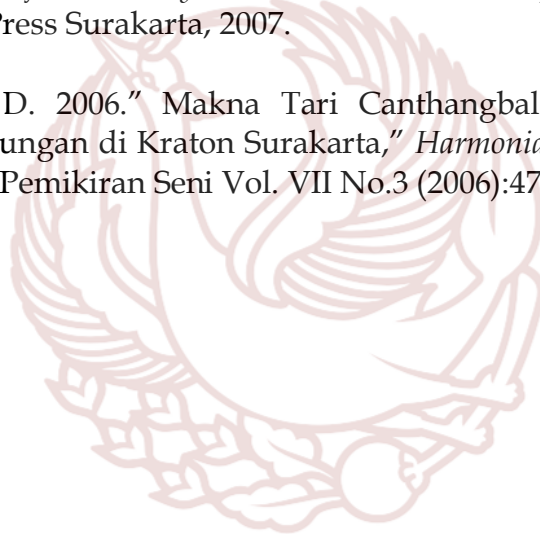 Press Surakarta, 2007.
D. 2006.” Makna Tari Canthangbal
ungan di Kraton Surakarta,” Harmonia
Pemikiran Seni Vol. VII No.3 (2006):47